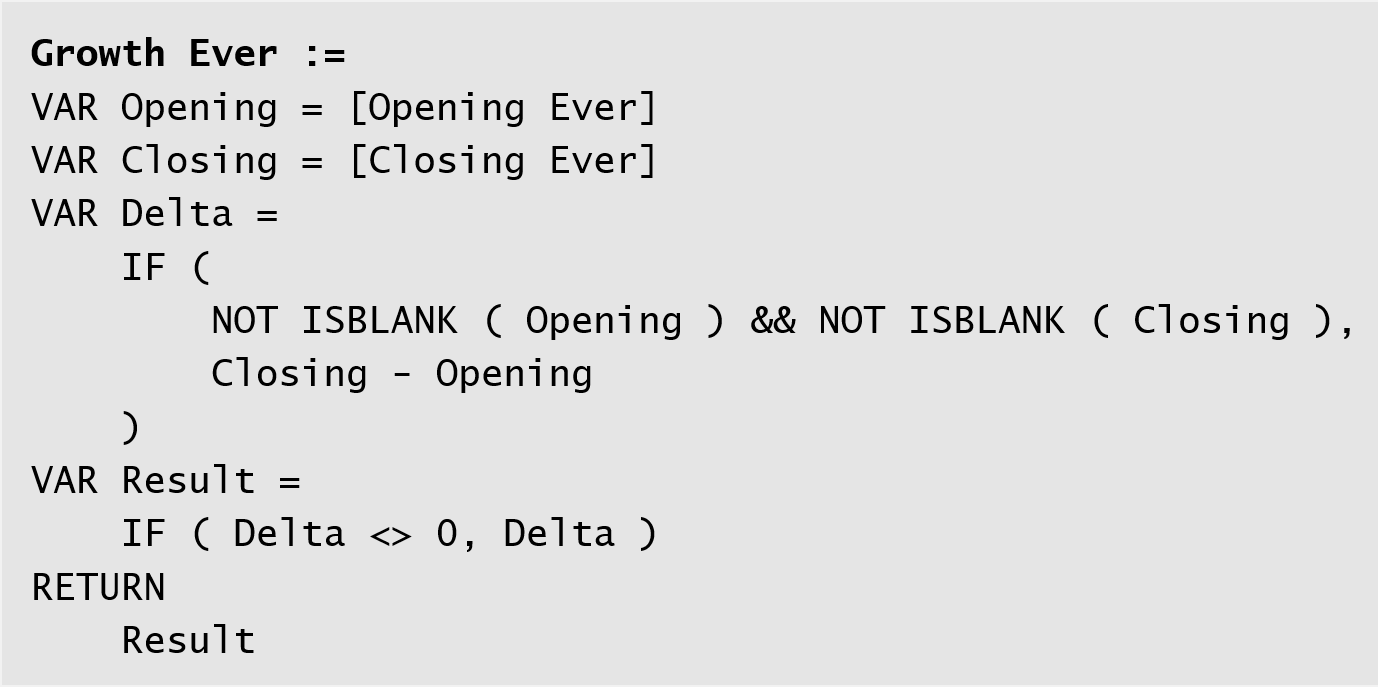 Growth Ever :=
VAR Opening = [Opening Ever]
VAR Closing = [Closing Ever]
VAR Delta =
    IF (
        NOT ISBLANK ( Opening ) && NOT ISBLANK ( Closing ),
        Closing - Opening
    )
VAR Result =
    IF ( Delta <> 0, Delta )
RETURN
    Result